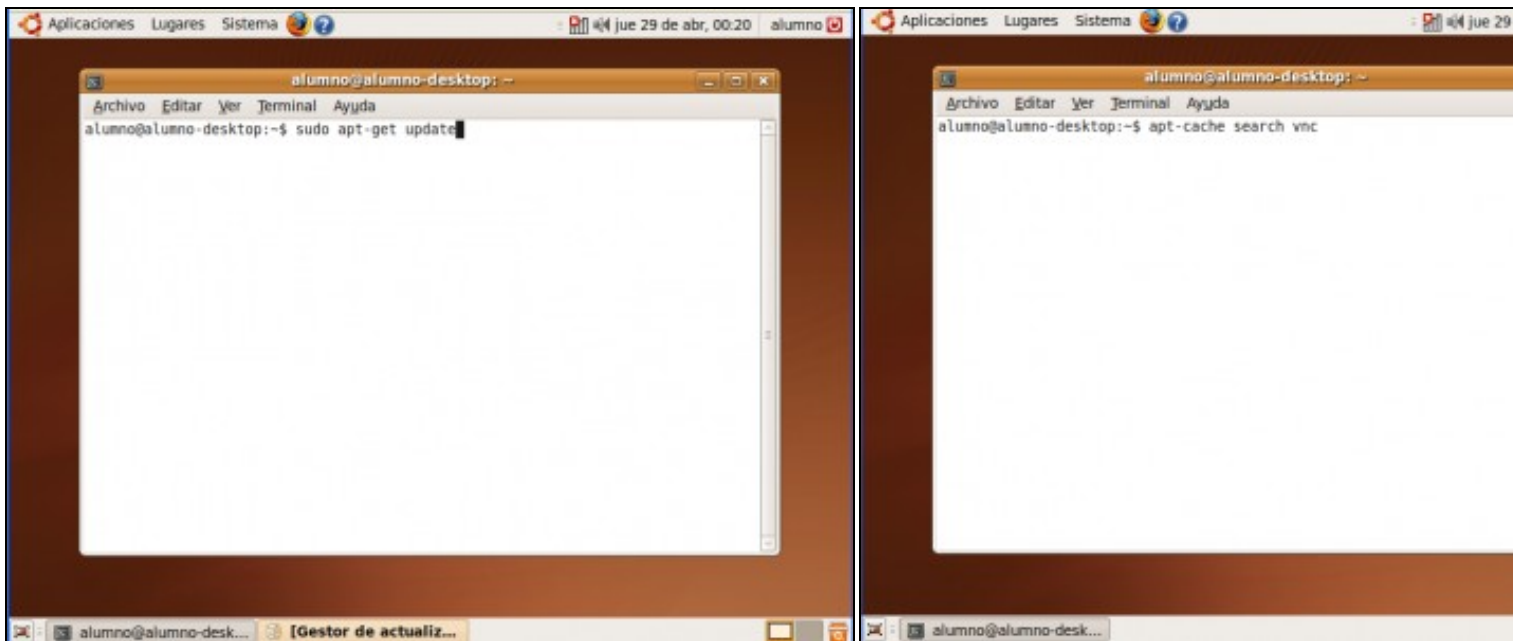 Aplicaciones Lugares Sistema
jue 29 de abr, 00:20 alumno
alumno@alumno-desktop: ~
Archivo Editar Ver Terminal Ayuda
alumno@alumno-desktop:~$ sudo apt-get update
alumno@alumno-desk...
[Gestor de actualiz...
Aplicaciones Lugares Sistema
jue 29
alumno@alumno-desktop: ~
Archivo Editar Ver Terminal Ayuda
alumno@alumno-desktop:~$ apt-cache search vnc
alumno@alumno-desk...